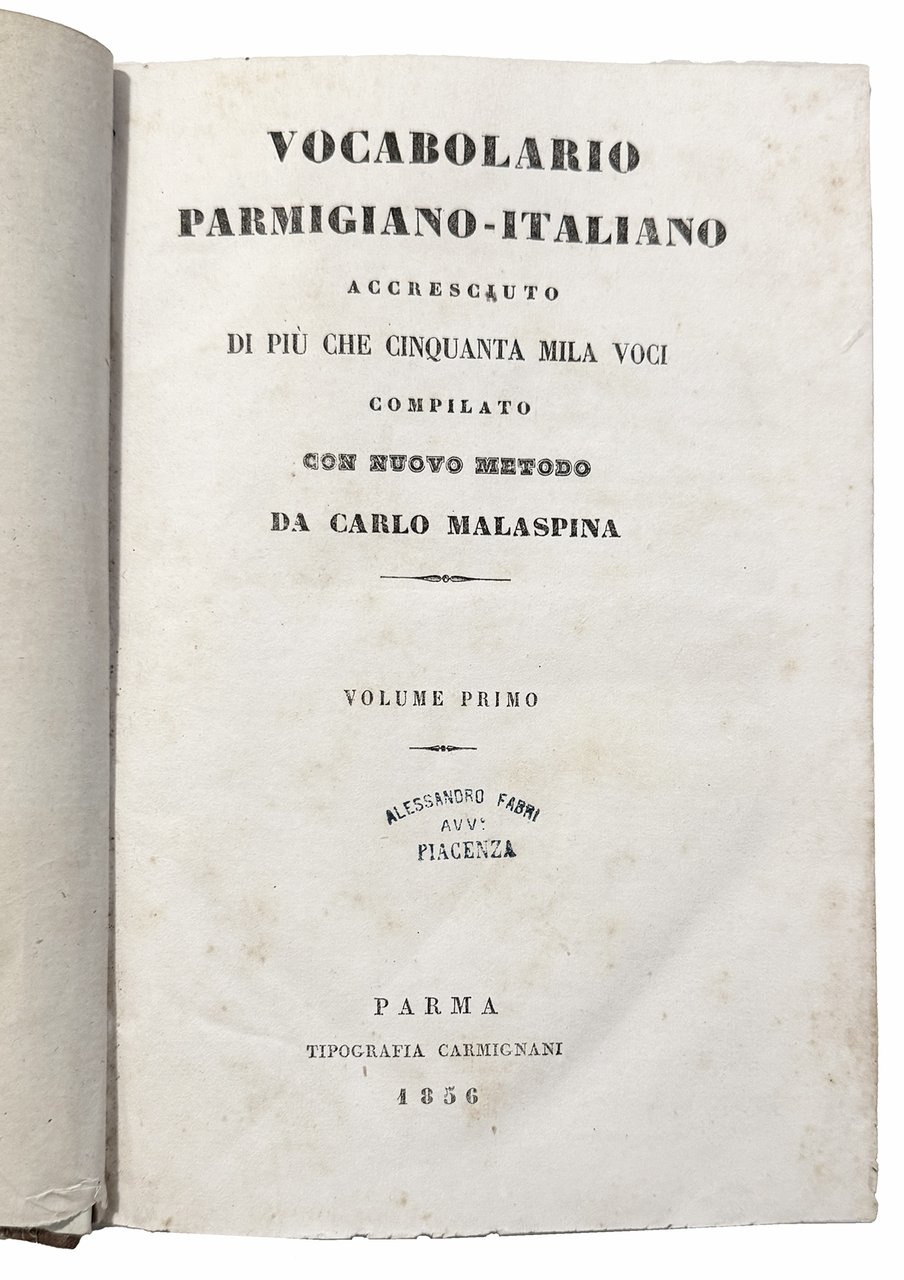 VOCABOLARIO
PARMIGIANO-ITALIANO
ACCRESCIUTO
DI PIÙ CHE CINQUANTA MILA VOCI
COMPILATO
CON NUOVO METODO
DA CARLO MALASPINA
VOLUME PRIMO
ALESSANDRO FABRI
AVV:
PIACENZA
PARMA
TIPOGRAFIA CARMIGNANI
1856